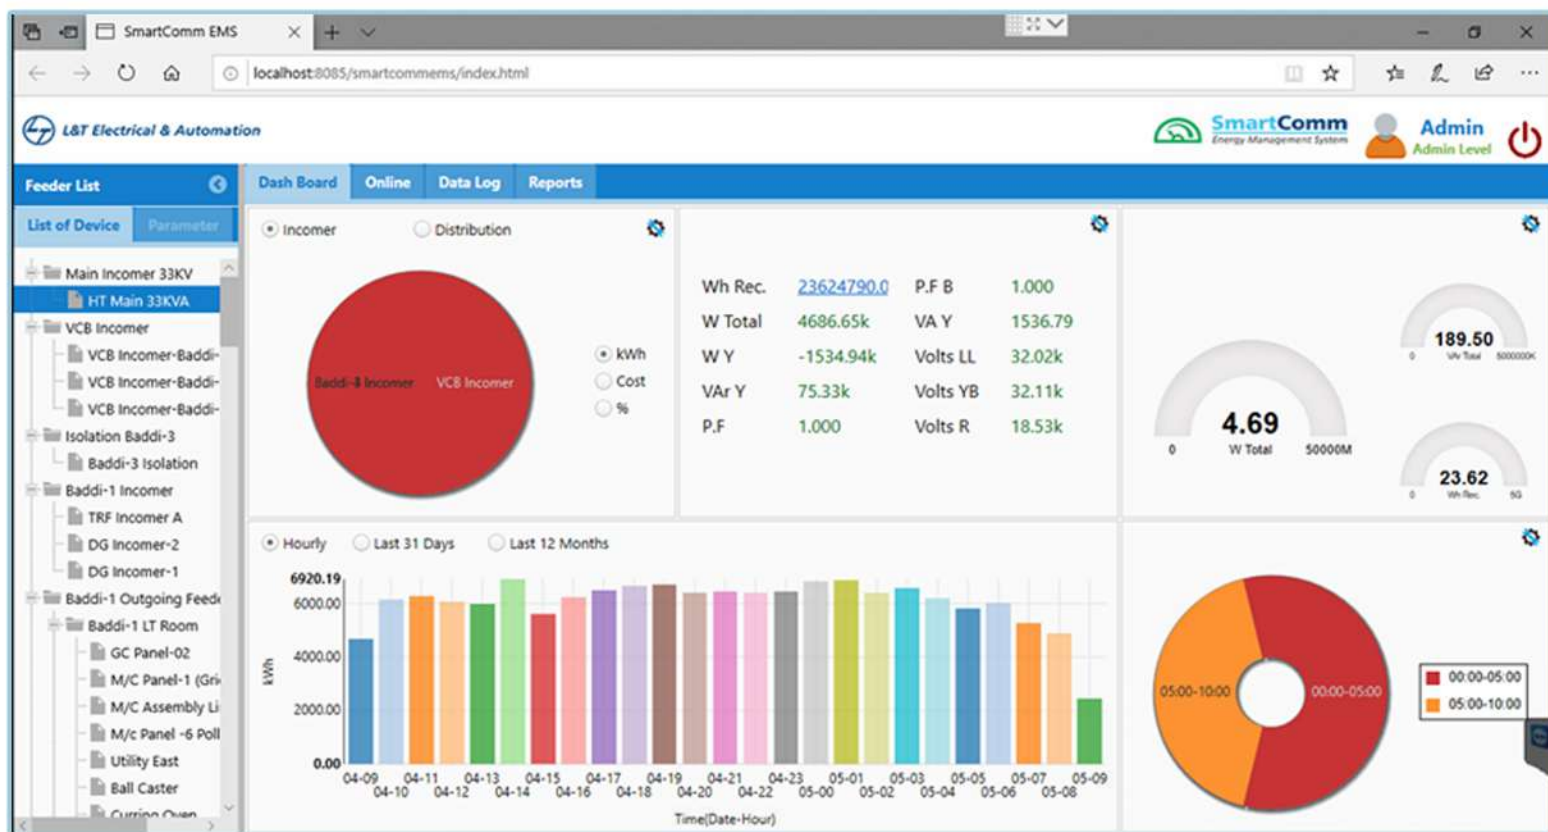 SmartComm EMS
localhost:8085/smartcommems/index.html
L&T Electrical & Automation
SmartComm
Energy Management System
Admin
Admin Level
Feeder List
Dash Board Online Data Log Reports
List of Device Parameter
Main Incomer 33KV
HT Main 33KVA
VCB Incomer
VCB Incomer-Baddi-
VCB Incomer-Baddi-
VCB Incomer-Baddi-
Isolation Baddi-3
Baddi-3 Isolation
Baddi-1 Incomer
TRF Incomer A
DG Incomer-2
DG Incomer-1
Baddi-1 Outgoing Feede
Baddi-1 LT Room
GC Panel-02
M/C Panel-1 (Gri
M/C Assembly Li
M/c Panel -6 Poll
Utility East
Ball Caster
Curring Oven
Incomer Distribution
Incomer VCB Incomer
kWh
Cost
%
Wh Rec. 23624790.0 P.F B 1.000
W Total 4686.65k VA Y 1536.79
W Y -1534.94k Volts LL 32.02k
VAr Y 75.33k Volts YB 32.11k
P.F 1.000 Volts R 18.53k
4.69
0 W Total 50000M
189.50
0 VAr Total 5000000K
23.62
0 Wh Rec. 5G
Hourly Last 31 Days Last 12 Months
6920.19
6000.00
4000.00
2000.00
0.00
kWh
04-09 04-11 04-13 04-15 04-17 04-19 04-21 04-23 05-01 05-03 05-05 05-07 05-09
04-10 04-12 04-14 04-16 04-18 04-20 04-22 05-00 05-02 05-04 05-06 05-08
Time(Date-Hour)
05:00-10:00 00:00-05:00
00:00-05:00
05:00-10:00